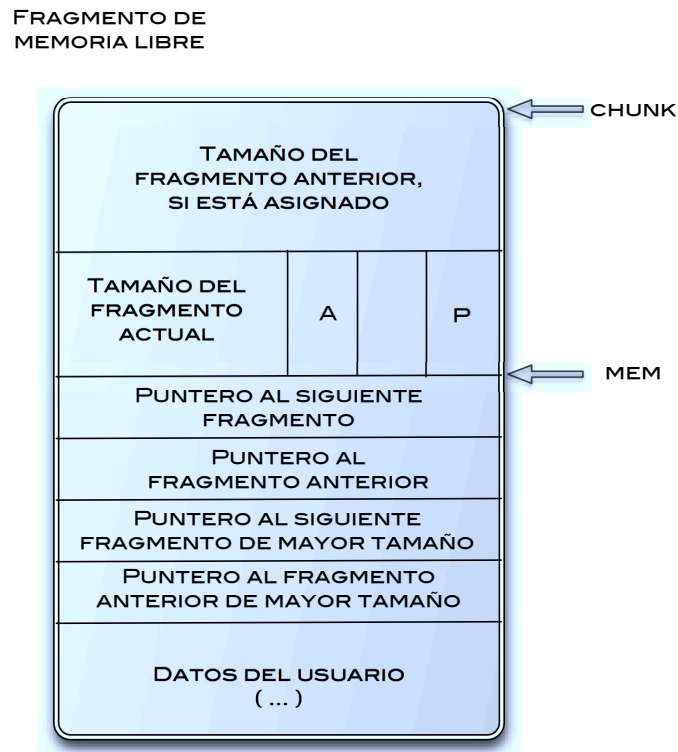 Fragmento de
memoria libre
chunk
Tamaño del
fragmento anterior,
si está asignado
Tamaño del
fragmento
actual
A
P
mem
Puntero al siguiente
fragmento
Puntero al
fragmento anterior
Puntero al siguiente
fragmento de mayor tamaño
Puntero al fragmento
anterior de mayor tamaño
Datos del usuario
( ... )